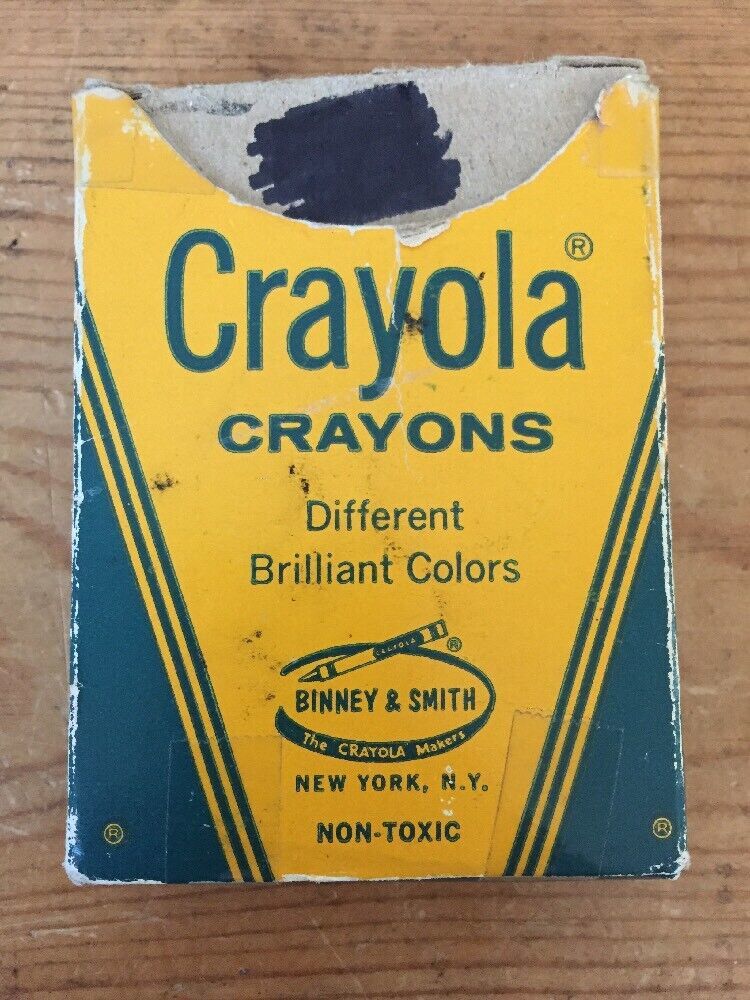 Crayola®
CRAYONS
Different
Brilliant Colors
CRAYOLA ®
BINNEY & SMITH
The CRAYOLA Makers
NEW YORK, N.Y.
NON-TOXIC
® ®